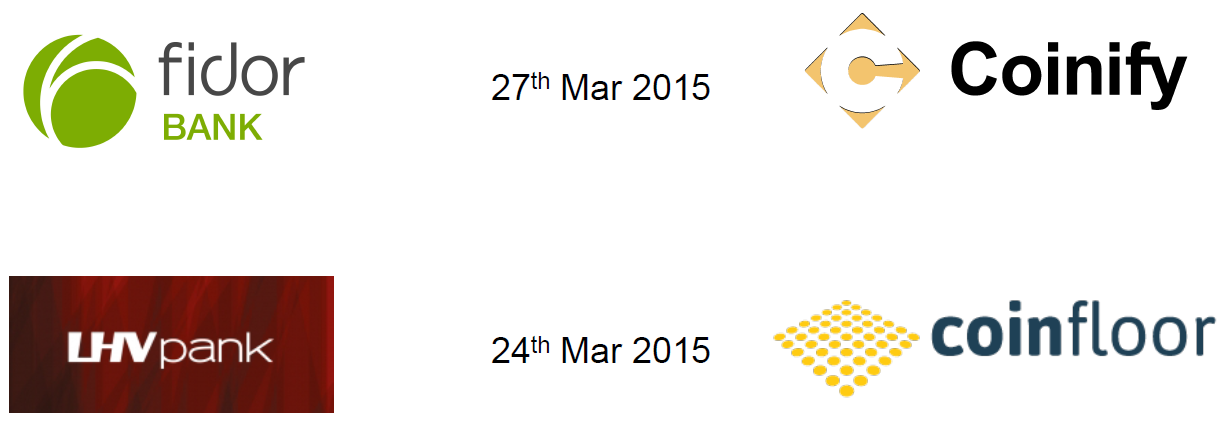 fidor
BANK
27th Mar 2015
Coinify
LHVpank
24th Mar 2015
coinfloor